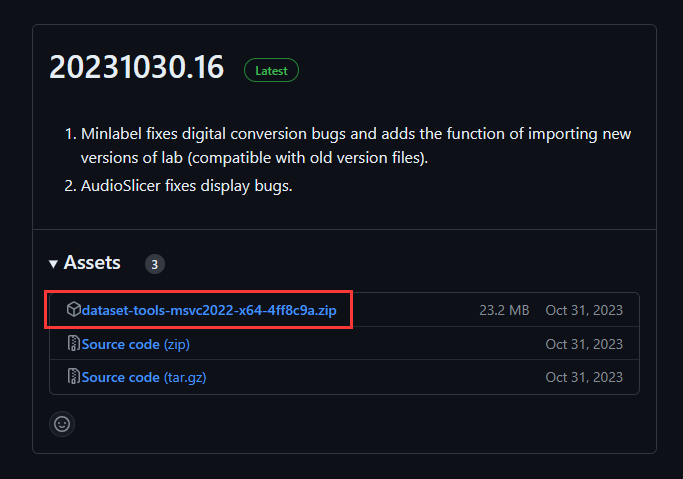 20231030.16
Latest
1. Minlabel fixes digital conversion bugs and adds the function of importing new
versions of lab (compatible with old version files).
2. AudioSlicer fixes display bugs.
Assets 3
dataset-tools-msvc2022-x64-4ff8c9a.zip 23.2 MB Oct 31, 2023
Source code (zip) Oct 31, 2023
Source code (tar.gz) Oct 31, 2023